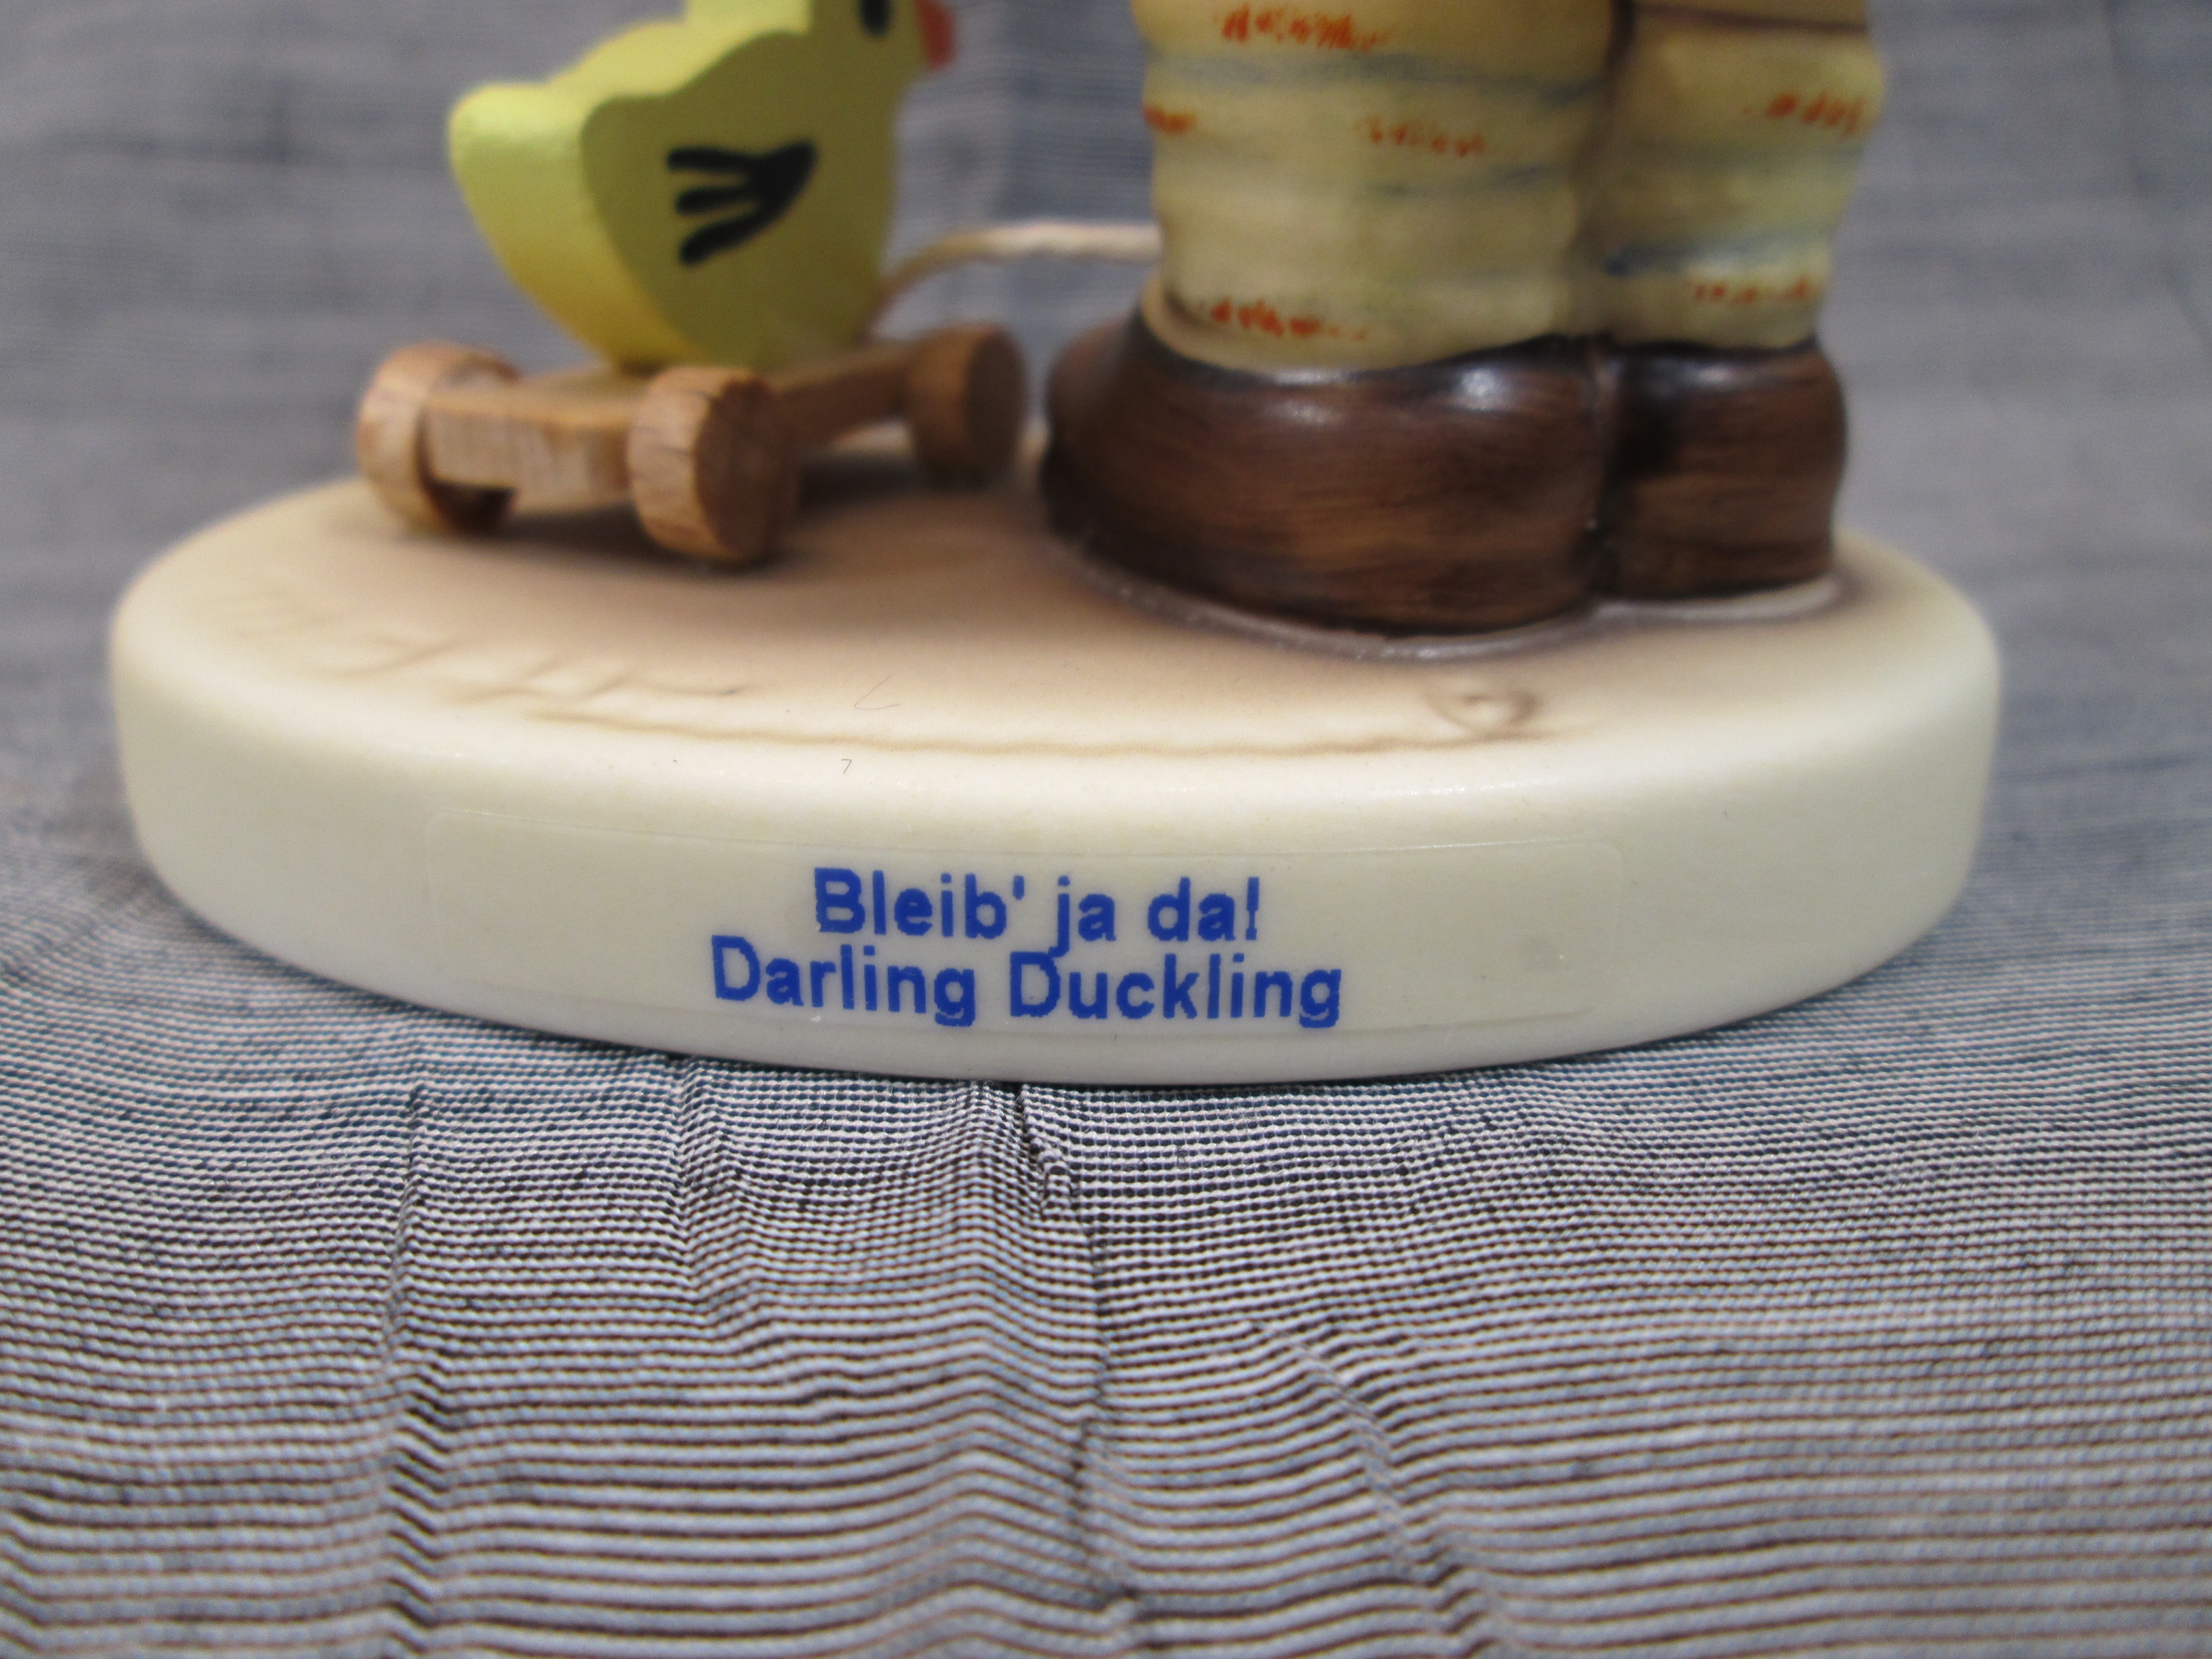 Bleib' ja da!
Darling Duckling